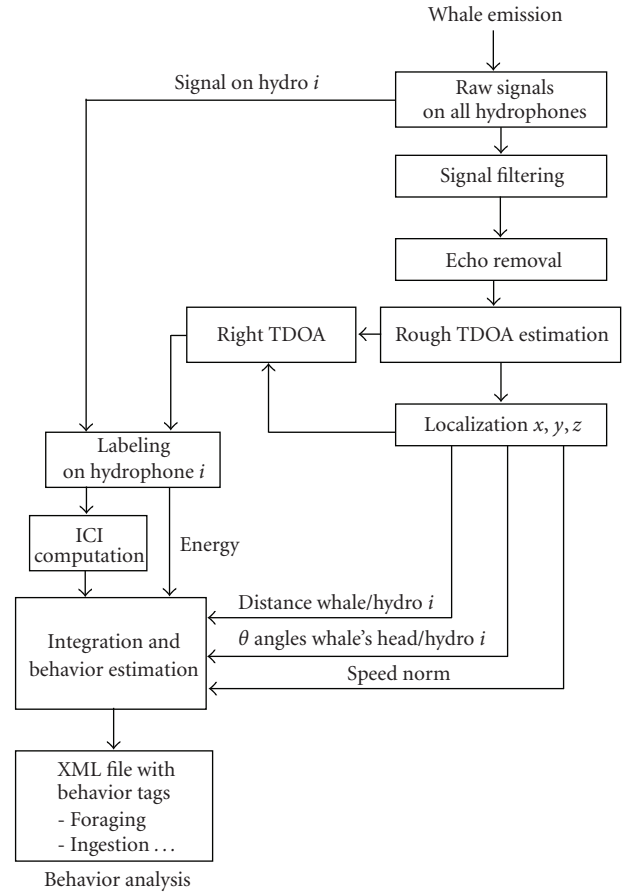 Whale emission
Signal on hydro i
Raw signals
on all hydrophones
Signal filtering
Echo removal
Right TDOA
Rough TDOA estimation
Localization x, y, z
Labeling
on hydrophone i
ICI
computation
Energy
Distance whale/hydro i
θ angles whale's head/hydro i
Speed norm
Integration and
behavior estimation
XML file with
behavior tags
- Foraging
- Ingestion …
Behavior analysis